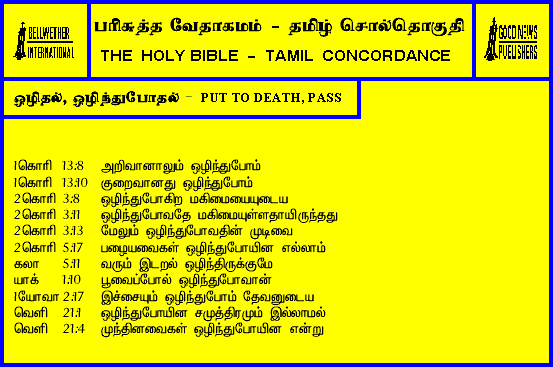 BELLWETHER
INTERNATIONAL
பரிசுத்த வேதாகமம் - தமிழ் சொல்தொகுதி
THE HOLY BIBLE - TAMIL CONCORDANCE
GOOD NEWS
PUBLISHERS
ஒழிதல், ஒழிந்துபோதல் - PUT TO DEATH, PASS
1கொரி 13:8 அறிவானாலும் ஒழிந்துபோம்
1கொரி 13:10 குறைவானது ஒழிந்துபோம்
2கொரி 3:8 ஒழிந்துபோகிற மகிமையையுடைய
2கொரி 3:11 ஒழிந்துபோவதே மகிமையுள்ளதாயிருந்தது
2கொரி 3:13 மேலும் ஒழிந்துபோவதின் முடிவை
2கொரி 5:17 பழையவைகள் ஒழிந்துபோயின எல்லாம்
கலா 5:11 வரும் இடறல் ஒழிந்திருக்குமே
யாக் 1:10 பூவைப்போல் ஒழிந்துபோவான்
1யோவா 2:17 இச்சையும் ஒழிந்துபோம் தேவனுடைய
வெளி 21:1 ஒழிந்துபோயின சமுத்திரமும் இல்லாமல்
வெளி 21:4 முந்தினவைகள் ஒழிந்துபோயின என்று